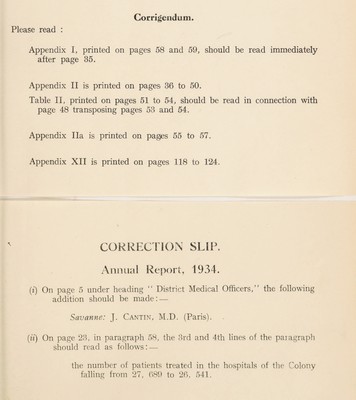 Corrigendum.
Please read :
Appendix I, printed on pages 58 and 59, should be read immediately
after page 35.
Appendix II is printed on pages 36 to 50.
Table II, printed on pages 51 to 54, should be read in connection with
page 48 transposing pages 53 and 54.
Appendix IIa is printed on pages 55 to 57.
Appendix XII is printed on pages 118 to 124.
CORRECTION SLIP.
Annual Report, 1934.
(i) On page 5 under heading “ District Medical Officers,” the following
addition should be made:—
Savanne: J. CANTIN, M.D. (Paris).
(ii) On page 23, in paragraph 58, the 3rd and 4th lines of the paragraph
should read as follows:—
the number of patients treated in the hospitals of the Colony
falling from 27, 689 to 26, 541.